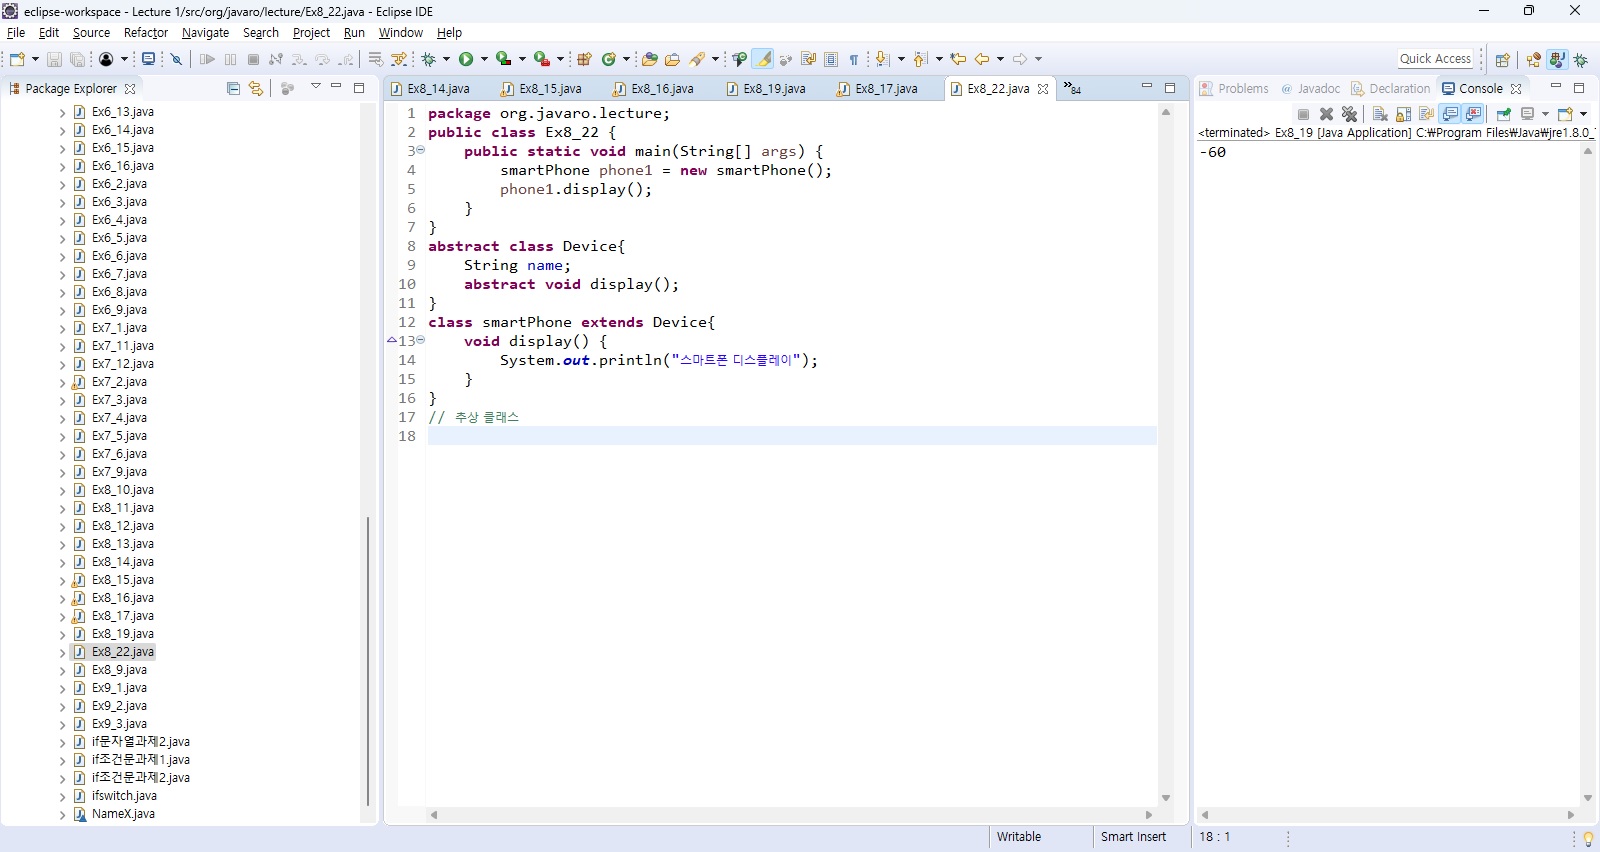 eclipse-workspace - Lecture 1/src/org/javaro/lecture/Ex8_22.java - Eclipse IDE
File Edit Source Refactor Navigate Search Project Run Window Help
Quick Access
Package Explorer
Ex6_13.java
Ex6_14.java
Ex6_15.java
Ex6_16.java
Ex6_2.java
Ex6_3.java
Ex6_4.java
Ex6_5.java
Ex6_6.java
Ex6_7.java
Ex6_8.java
Ex6_9.java
Ex7_1.java
Ex7_11.java
Ex7_12.java
Ex7_2.java
Ex7_3.java
Ex7_4.java
Ex7_5.java
Ex7_6.java
Ex7_9.java
Ex8_10.java
Ex8_11.java
Ex8_12.java
Ex8_13.java
Ex8_14.java
Ex8_15.java
Ex8_16.java
Ex8_17.java
Ex8_19.java
Ex8_22.java
Ex8_9.java
Ex9_1.java
Ex9_2.java
Ex9_3.java
if문자열과제2.java
if조건문과제1.java
if조건문과제2.java
ifswitch.java
NameX.java
Ex8_14.java Ex8_15.java Ex8_16.java Ex8_19.java Ex8_17.java Ex8_22.java »84
1 package org.javaro.lecture;
2 public class Ex8_22 {
3 public static void main(String[] args) {
4 smartPhone phone1 = new smartPhone();
5 phone1.display();
6 }
7 }
8 abstract class Device{
9 String name;
10 abstract void display();
11 }
12 class smartPhone extends Device{
13 void display() {
14 System.out.println("스마트폰 디스플레이");
15 }
16 }
17 // 추상 클래스
18
Problems @ Javadoc Declaration Console
<terminated> Ex8_19 [Java Application] C:₩Program Files₩Java₩jre1.8.0_
-60
Writable Smart Insert 18 : 1